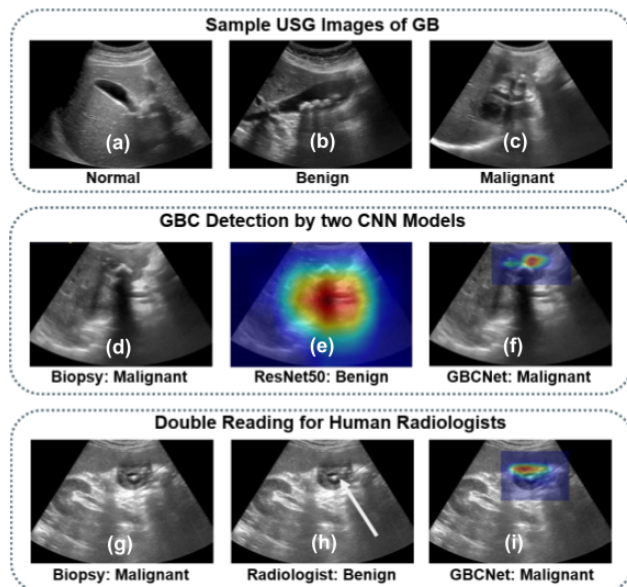 Sample USG Images of GB
(a) (b) (c)
Normal Benign Malignant
GBC Detection by two CNN Models
(d) (e) (f)
Biopsy: Malignant ResNet50: Benign GBCNet: Malignant
Double Reading for Human Radiologists
(g) (h) (i)
Biopsy: Malignant Radiologist: Benign GBCNet: Malignant